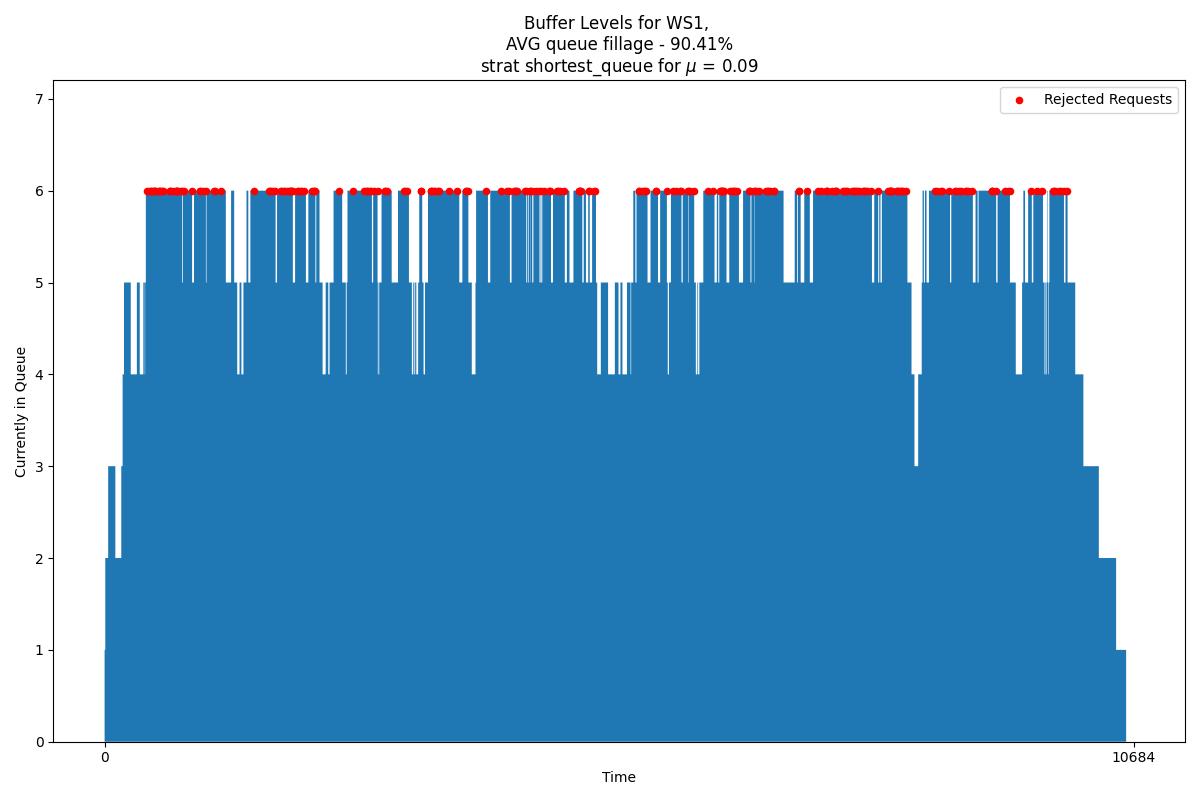 Buffer Levels for WS1,
AVG queue fillage - 90.41%
strat shortest_queue for μ = 0.09
Rejected Requests
7
6
5
4
3
2
1
0
Currently in Queue
0 10684
Time